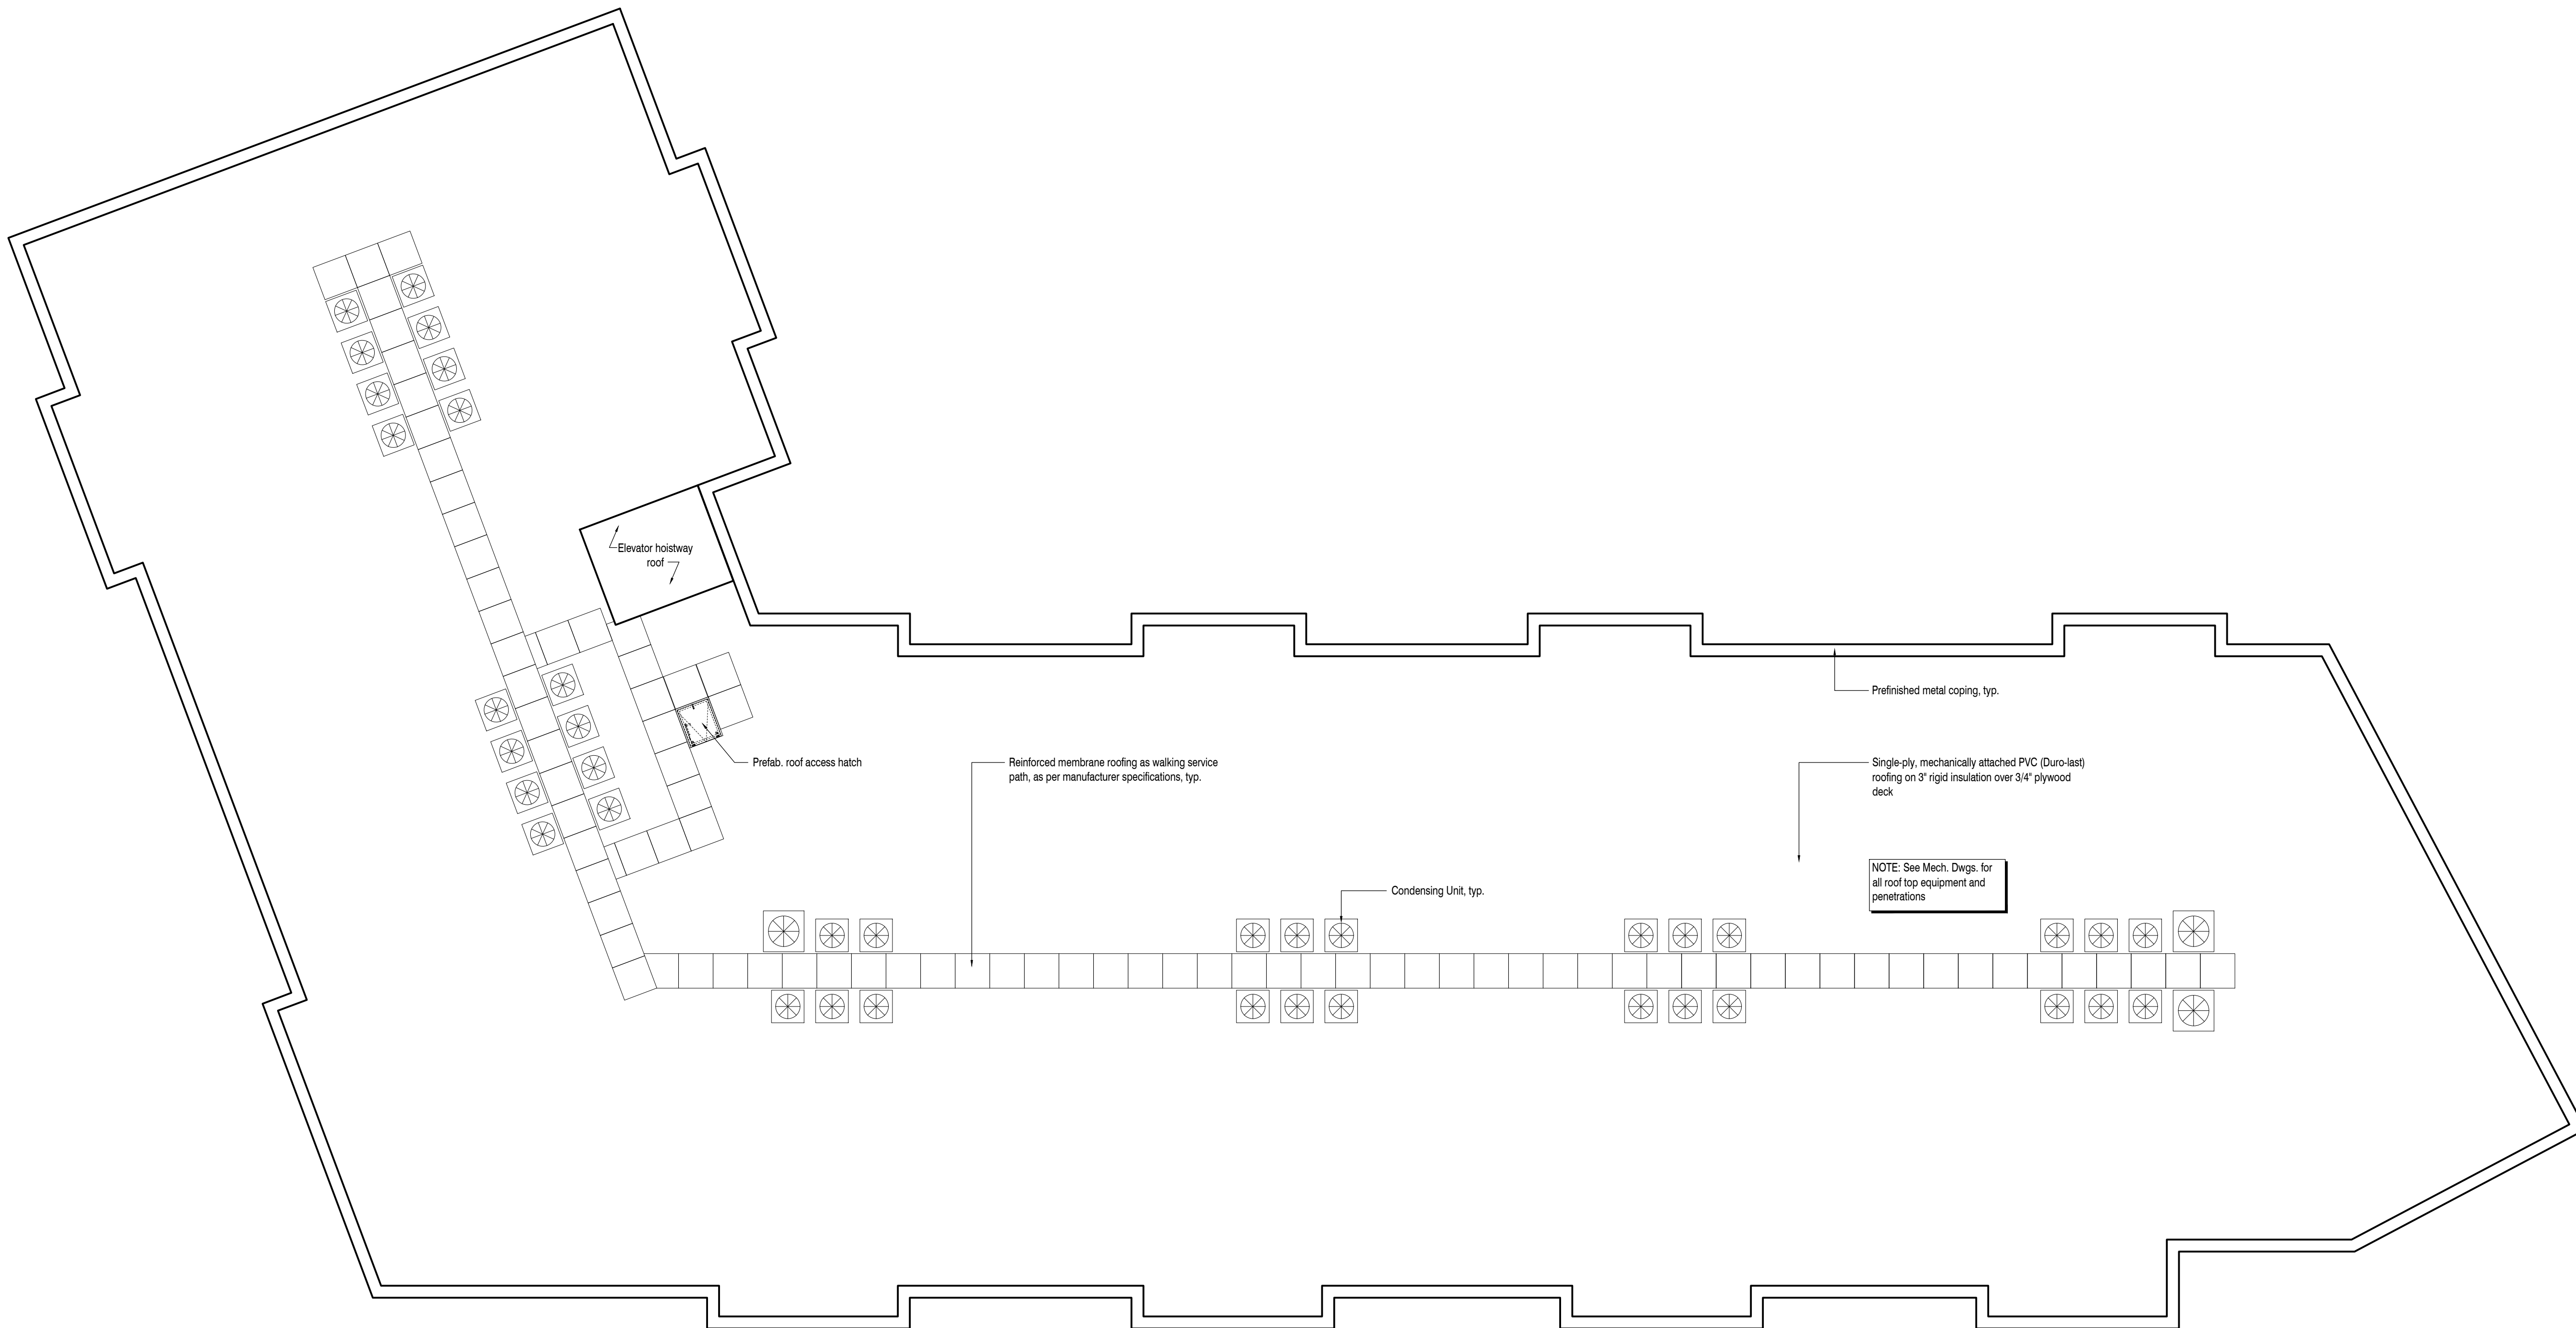 Elevator hoistway
roof
Prefinished metal coping, typ.
Prefab. roof access hatch
Reinforced membrane roofing as walking service
path, as per manufacturer specifications, typ.
Single-ply, mechanically attached PVC (Duro-last)
roofing on 3" rigid insulation over 3/4" plywood
deck
NOTE: See Mech. Dwgs. for
all roof top equipment and
penetrations
Condensing Unit, typ.